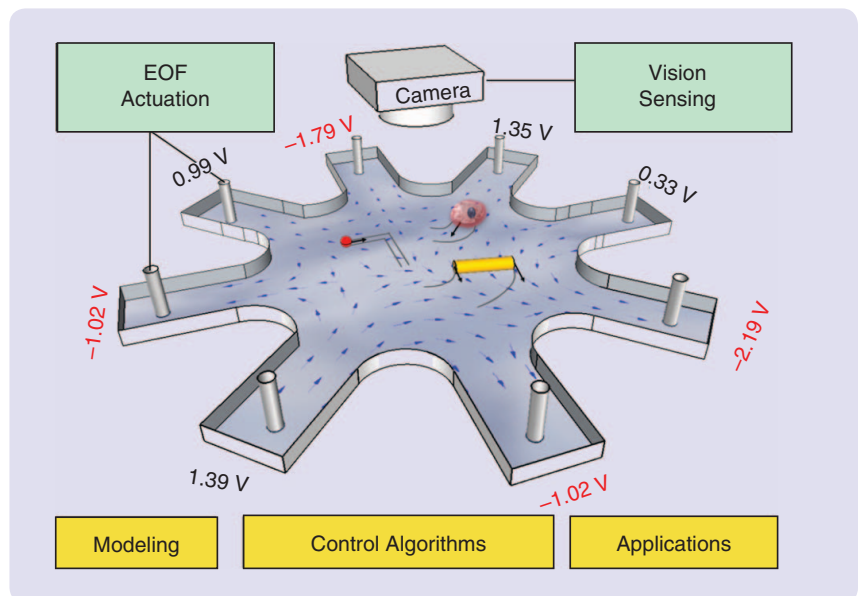 EOF
Actuation
Camera
Vision
Sensing
–1.79 V
1.35 V
0.99 V
0.33 V
–1.02 V
–2.19 V
1.39 V
–1.02 V
Modeling
Control Algorithms
Applications